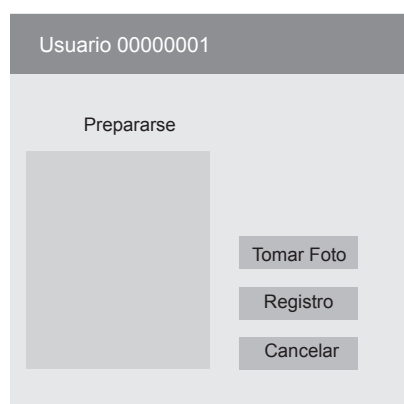 Usuario 00000001
Prepararse
Tomar Foto
Registro
Cancelar